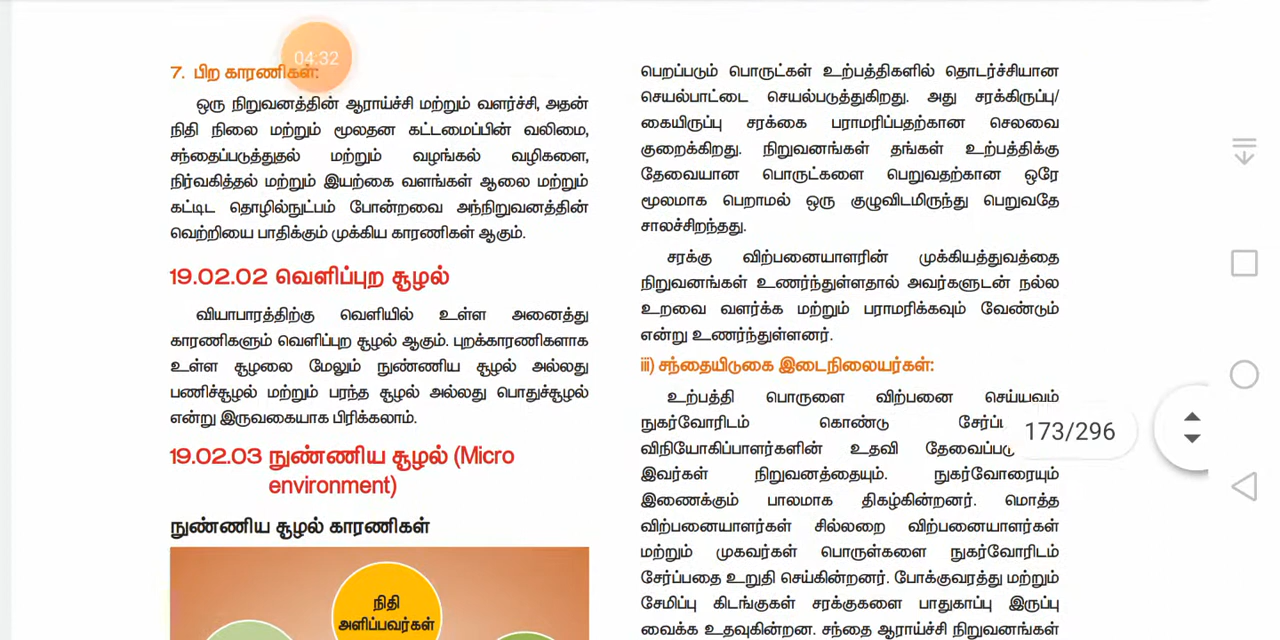 04:32
7. பிற காரணிகள்:
ஒரு நிறுவனத்தின் ஆராய்ச்சி மற்றும் வளர்ச்சி, அதன்
நிதி நிலை மற்றும் மூலதன கட்டமைப்பின் வலிமை,
சந்தைப்படுத்துதல் மற்றும் வழங்கல் வழிகளை,
நிர்வகித்தல் மற்றும் இயற்கை வளங்கள் ஆலை மற்றும்
கட்டிட தொழில்நுட்பம் போன்றவை அந்நிறுவனத்தின்
வெற்றியை பாதிக்கும் முக்கிய காரணிகள் ஆகும்.
19.02.02 வெளிப்புற சூழல்
வியாபாரத்திற்கு வெளியில் உள்ள அனைத்து
காரணிகளும் வெளிப்புற சூழல் ஆகும். புறக்காரணிகளாக
உள்ள சூழலை மேலும் நுண்ணிய சூழல் அல்லது
பணிச்சூழல் மற்றும் பரந்த சூழல் அல்லது பொதுச்சூழல்
என்று இருவகையாக பிரிக்கலாம்.
19.02.03 நுண்ணிய சூழல் (Micro
environment)
நுண்ணிய சூழல் காரணிகள்
நிதி
அளிப்பவர்கள்
பெறப்படும் பொருட்கள் உற்பத்திகளில் தொடர்ச்சியான
செயல்பாட்டை செயல்படுத்துகிறது. அது சரக்கிருப்பு/
கையிருப்பு சரக்கை பராமரிப்பதற்கான செலவை
குறைக்கிறது. நிறுவனங்கள் தங்கள் உற்பத்திக்கு
தேவையான பொருட்களை பெறுவதற்கான ஒரே
மூலமாக பெறாமல் ஒரு குழுவிடமிருந்து பெறுவதே
சாலச்சிறந்தது.
சரக்கு விற்பனையாளரின் முக்கியத்துவத்தை
நிறுவனங்கள் உணர்ந்துள்ளதால் அவர்களுடன் நல்ல
உறவை வளர்க்க மற்றும் பராமரிக்கவும் வேண்டும்
என்று உணர்ந்துள்ளனர்.
iii) சந்தையிடுகை இடைநிலையர்கள்:
உற்பத்தி பொருளை விற்பனை செய்யவும்
நுகர்வோரிடம் கொண்டு
விநியோகிப்பாளர்களின் உதவி
இவர்கள் நிறுவனத்தையும். நுகர்வோரையும்
இணைக்கும் பாலமாக திகழ்கின்றனர். மொத்த
விற்பனையாளர்கள் சில்லறை விற்பனையாளர்கள்
மற்றும் முகவர்கள் பொருள்களை நுகர்வோரிடம்
சேர்ப்பதை உறுதி செய்கின்றனர். போக்குவரத்து மற்றும்
சேமிப்பு கிடங்குகள் சரக்குகளை பாதுகாப்பு இருப்பு
வைக்க உதவுகின்றன. சந்தை ஆராய்ச்சி நிறுவனங்கள்
173/296